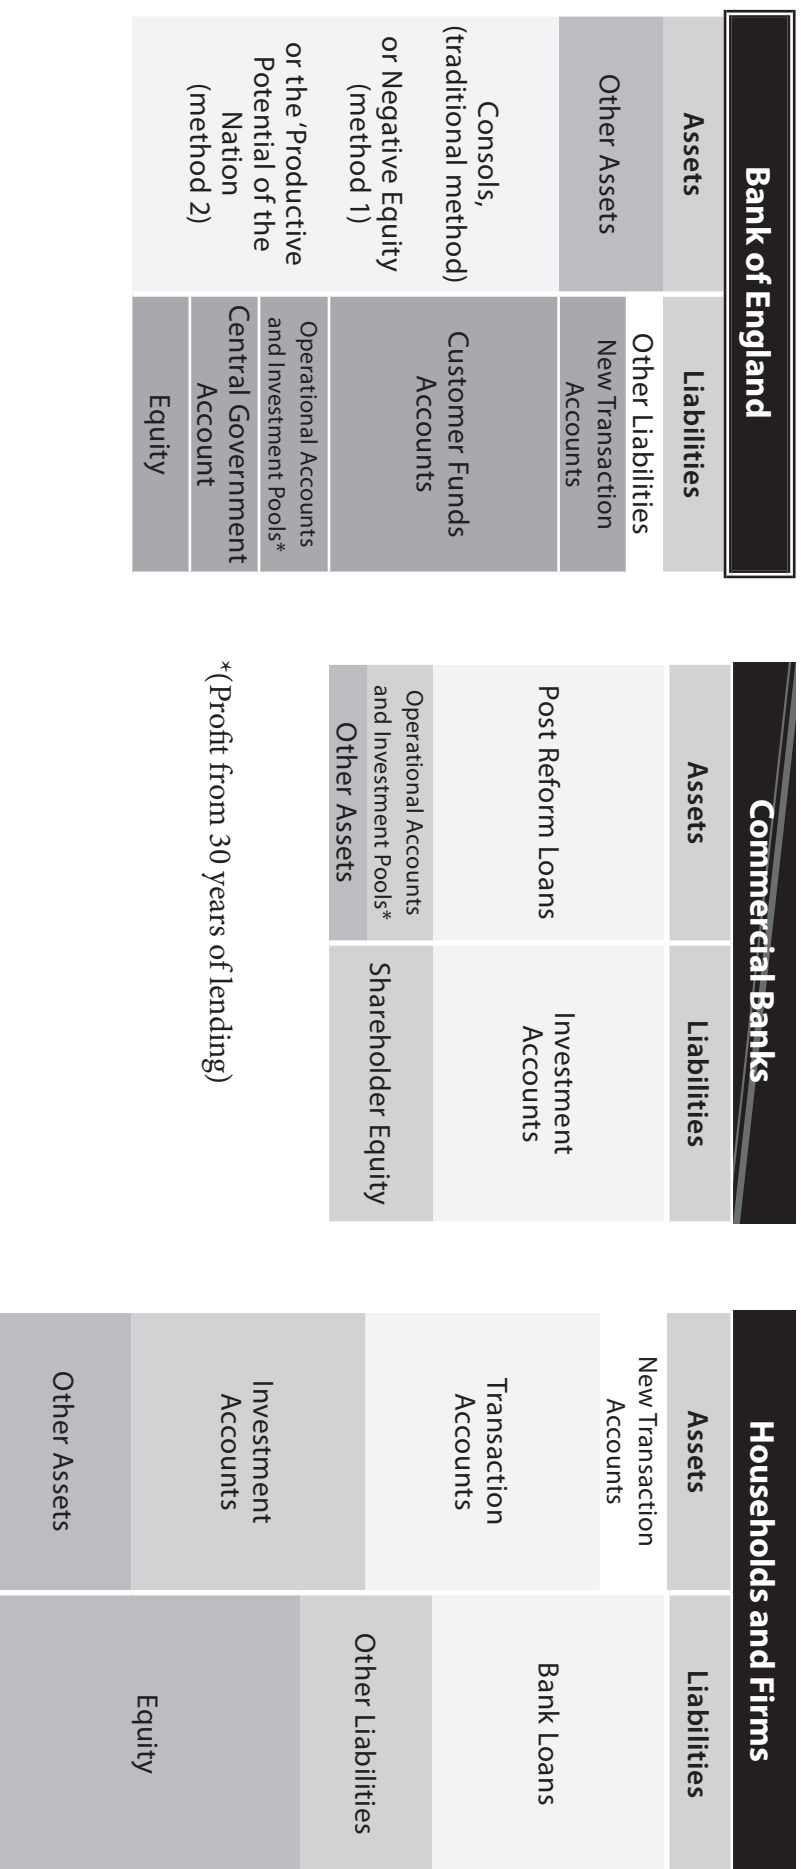 Bank of England
Assets
Liabilities
Other Assets
Consols,
(traditional method)
or Negative Equity
(method 1)
or the ‘Productive
Potential of the
Nation
(method 2)
Other Liabilities
New Transaction
Accounts
Customer Funds
Accounts
Operational Accounts
and Investment Pools*
Central Government
Account
Equity
Commercial Banks
Assets
Liabilities
Post Reform Loans
Operational Accounts
and Investment Pools*
Other Assets
Investment
Accounts
Shareholder Equity
*(Profit from 30 years of lending)
Households and Firms
Assets
Liabilities
New Transaction
Accounts
Transaction
Accounts
Investment
Accounts
Other Assets
Bank Loans
Other Liabilities
Equity